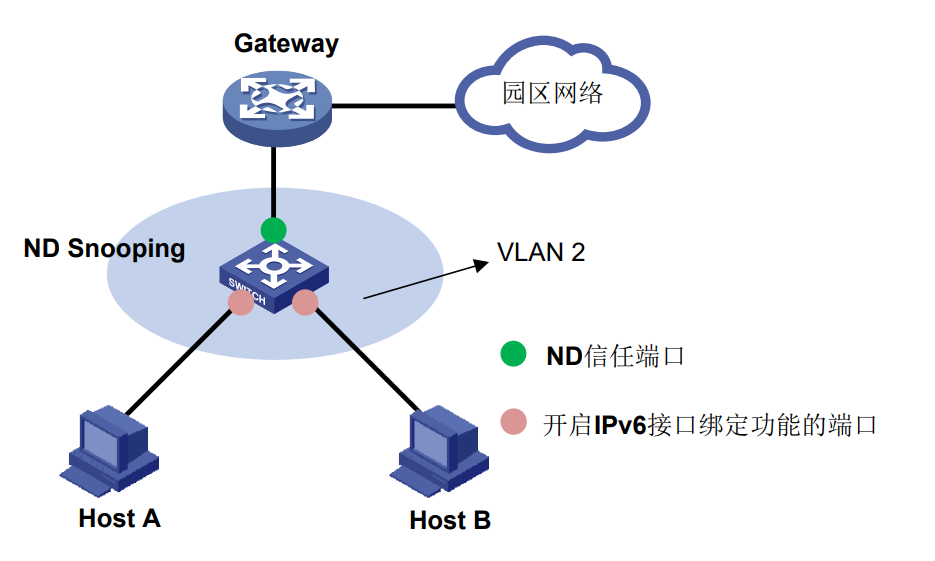 Gateway
园区网络
ND Snooping
SWITCH
VLAN 2
ND信任端口
开启IPv6接口绑定功能的端口
Host A
Host B